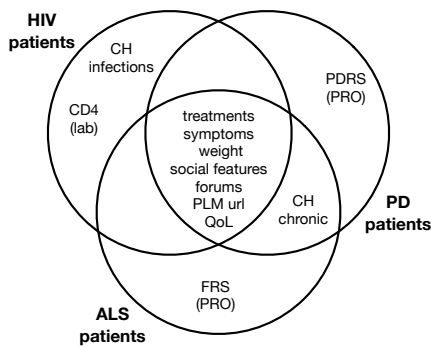 HIV
patients
CH
infections
CD4
(lab)
PDRS
(PRO)
treatments
symptoms
weight
social features
forums
PLM url
QoL
CH
chronic
PD
patients
FRS
(PRO)
ALS
patients